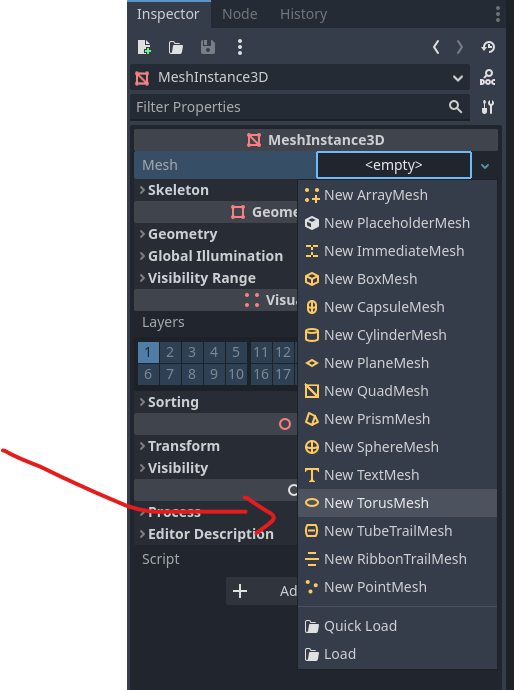 Inspector Node History
MeshInstance3D
DOC
Filter Properties
MeshInstance3D
Mesh <empty>
Skeleton
Geome
Geometry
Global Illumination
Visibility Range
Visua
Layers
1 2 3 4 5 11 12
6 7 8 9 10 16 17
Sorting
Transform
Visibility
Process
Editor Description
Script
Ad
New ArrayMesh
New PlaceholderMesh
New ImmediateMesh
New BoxMesh
New CapsuleMesh
New CylinderMesh
New PlaneMesh
New QuadMesh
New PrismMesh
New SphereMesh
New TextMesh
New TorusMesh
New TubeTrailMesh
New RibbonTrailMesh
New PointMesh
Quick Load
Load